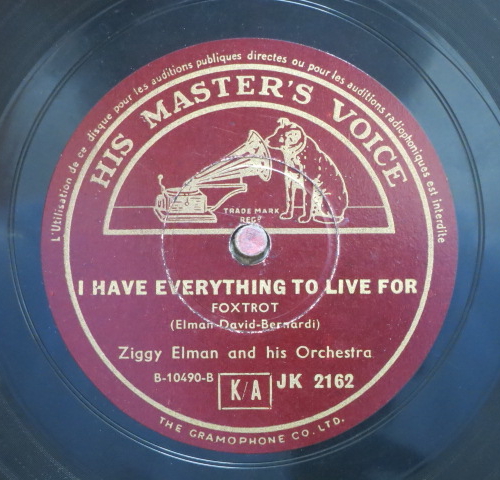 L'Utilisation de ce disque pour les auditions publiques directes ou pour les auditions radiophoniques est interdite
HIS MASTER'S VOICE
TRADE MARK
REGD
I HAVE EVERYTHING TO LIVE FOR
FOXTROT
(Elman-David-Bernardi)
Ziggy Elman and his Orchestra
B-10490-B K/A JK 2162
THE GRAMOPHONE CO. LTD.